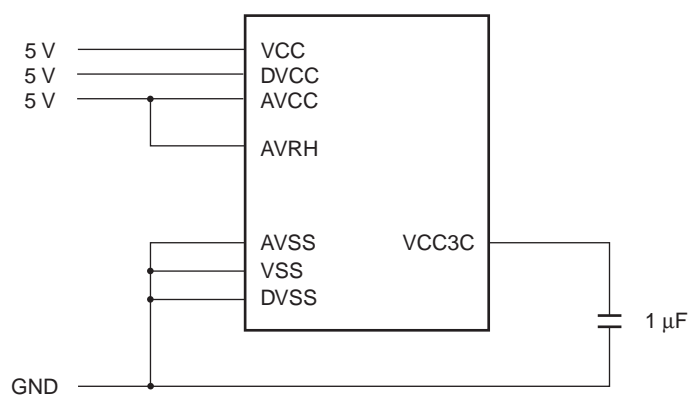 5 V VCC
5 V DVCC
5 V AVCC
AVRH
AVSS VCC3C
VSS
DVSS
1 μF
GND